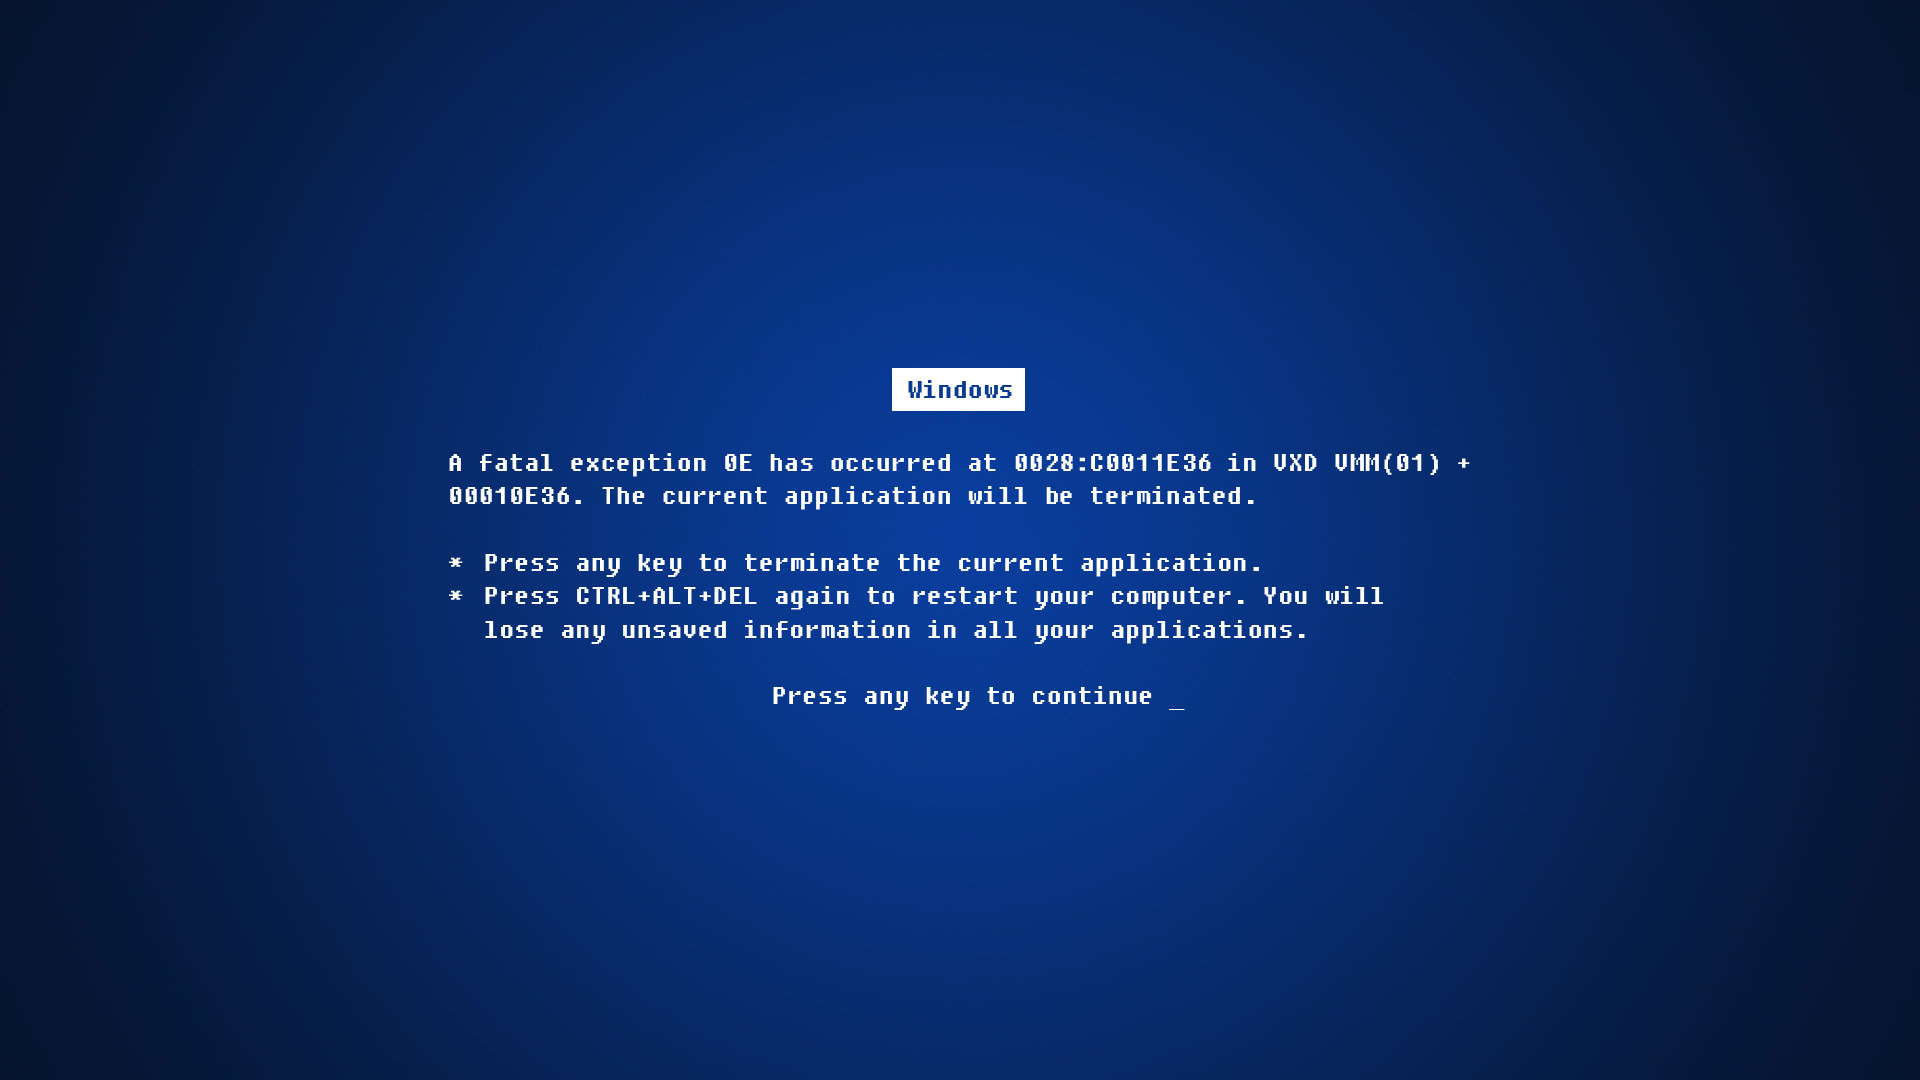 Windows
A fatal exception 0E has occurred at 0028:C0011E36 in VXD VMM(01) +
00010E36. The current application will be terminated.
* Press any key to terminate the current application.
* Press CTRL+ALT+DEL again to restart your computer. You will
lose any unsaved information in all your applications.
Press any key to continue _